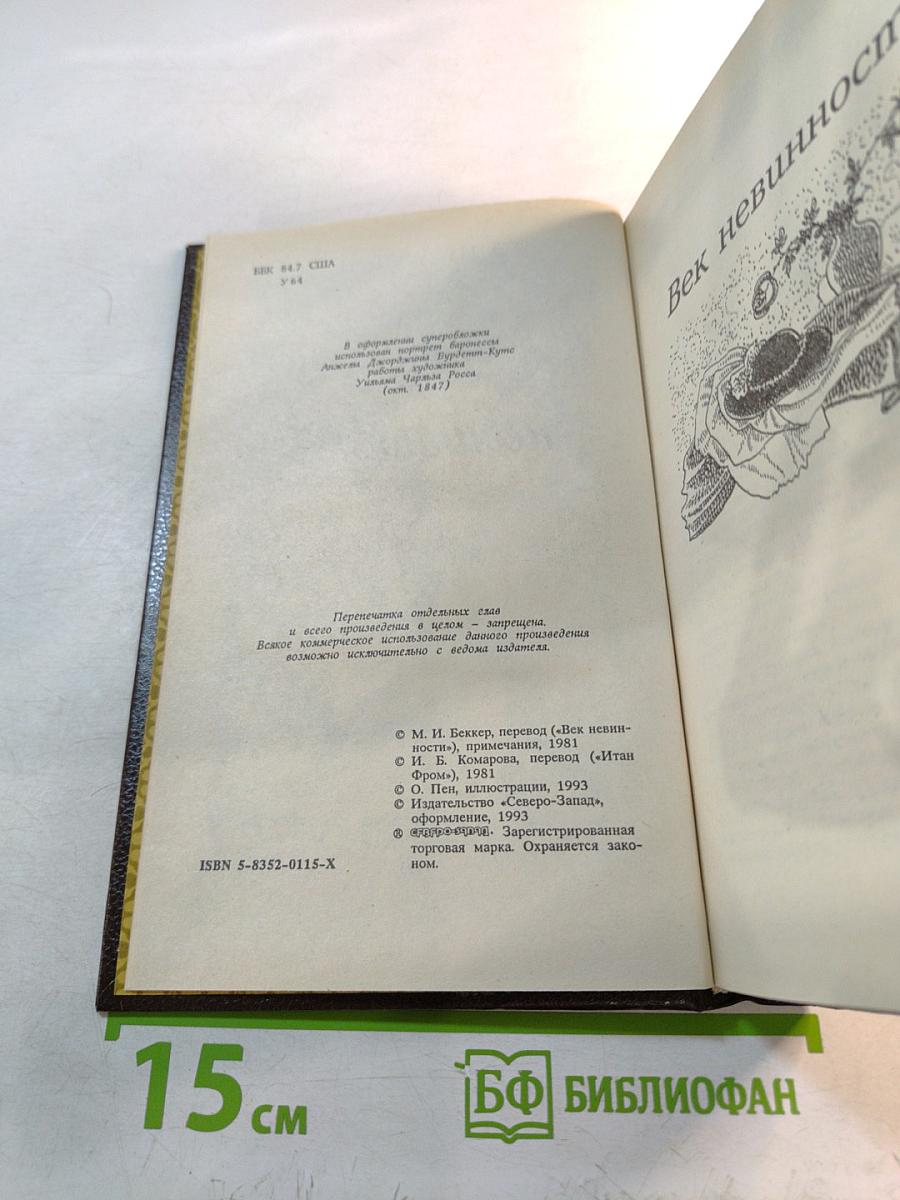 ББК 84.7 США
У 64
В оформлении суперобложки
использован портрет баронессы
Анжелы Джорджины Бурдетт-Кутс
работы художника
Уильяма Чарльза Росса
(окт. 1847)
Перепечатка отдельных глав
и всего произведения в целом – запрещена.
Всякое коммерческое использование данного произведения
возможно исключительно с ведома издателя.
© М. И. Беккер, перевод («Век невин-
ности»), примечания, 1981
© И. Б. Комарова, перевод («Итан
Фром»), 1981
© О. Пен, иллюстрации, 1993
© Издательство «Северо-Запад»,
оформление, 1993
® СЕВЕРО-ЗАПАД. Зарегистрированная
торговая марка. Охраняется зако-
ном.
ISBN 5-8352-0115-X
Век невинност
15 см
БФ БИБЛИОФАН